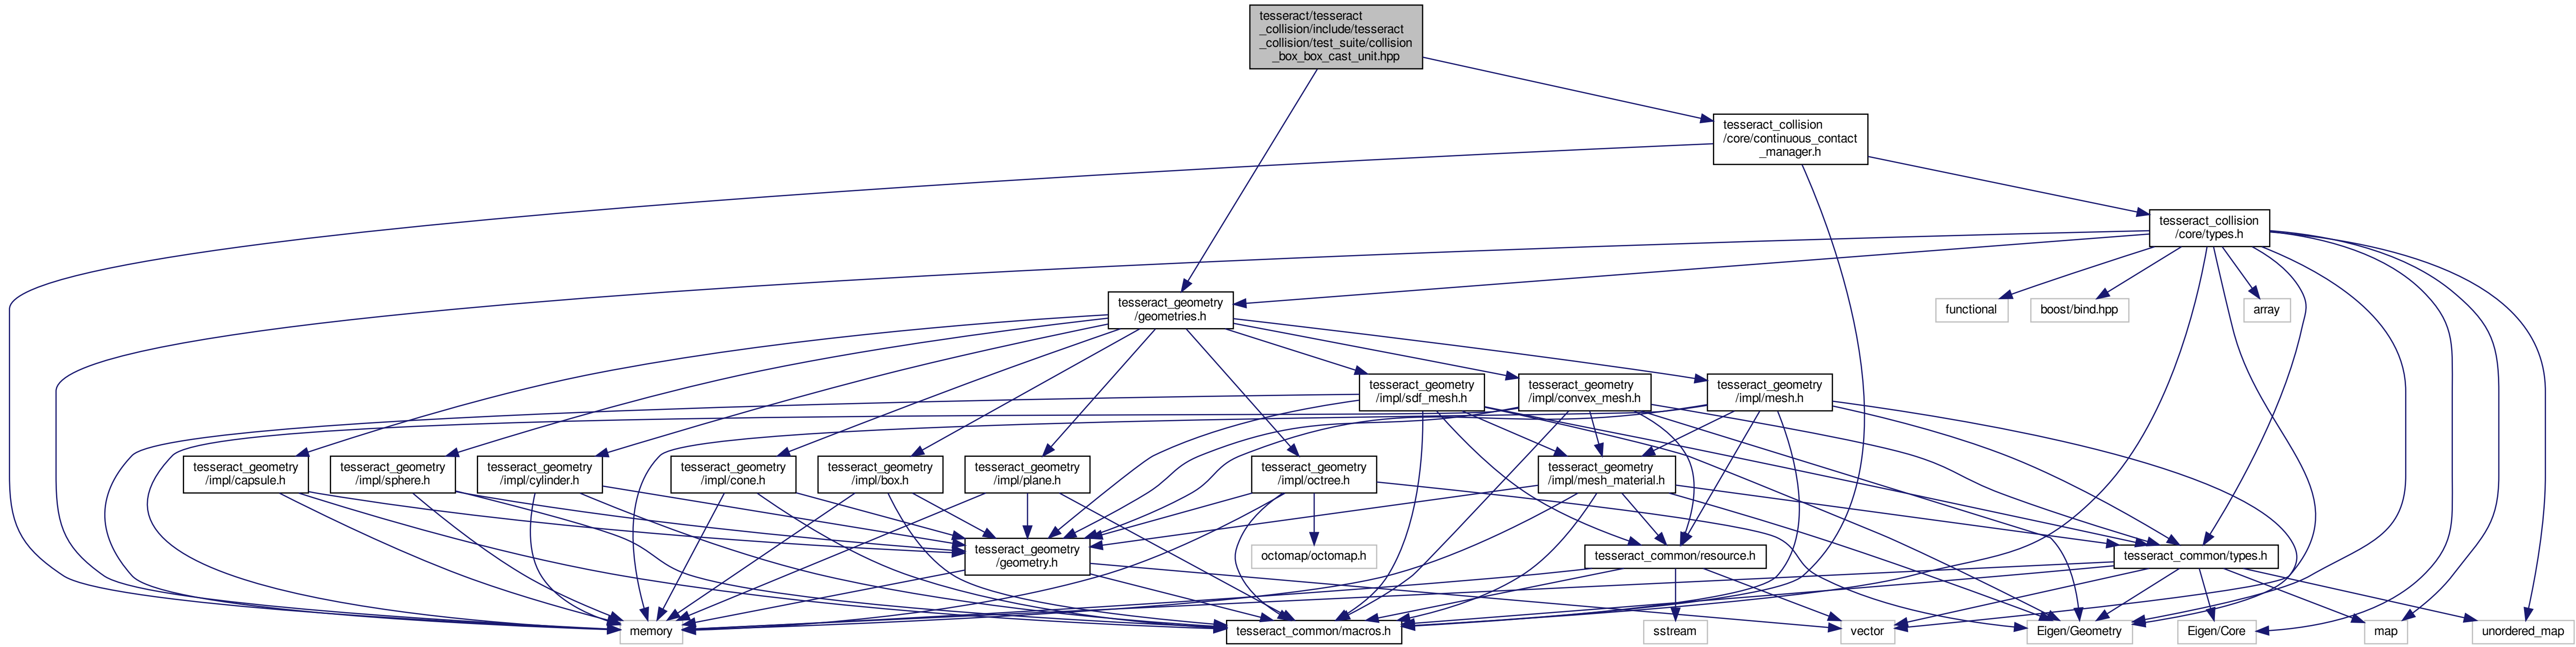 tesseract/tesseract
_collision/include/tesseract
_collision/test_suite/collision
_box_box_cast_unit.hpp
tesseract_collision
/core/continuous_contact
_manager.h
tesseract_collision
/core/types.h
tesseract_geometry
/geometries.h
functional
boost/bind.hpp
array
tesseract_geometry
/impl/sdf_mesh.h
tesseract_geometry
/impl/convex_mesh.h
tesseract_geometry
/impl/mesh.h
tesseract_geometry
/impl/capsule.h
tesseract_geometry
/impl/sphere.h
tesseract_geometry
/impl/cylinder.h
tesseract_geometry
/impl/cone.h
tesseract_geometry
/impl/box.h
tesseract_geometry
/impl/plane.h
tesseract_geometry
/impl/octree.h
tesseract_geometry
/impl/mesh_material.h
tesseract_geometry
/geometry.h
octomap/octomap.h
tesseract_common/resource.h
tesseract_common/types.h
memory
tesseract_common/macros.h
sstream
vector
Eigen/Geometry
Eigen/Core
map
unordered_map